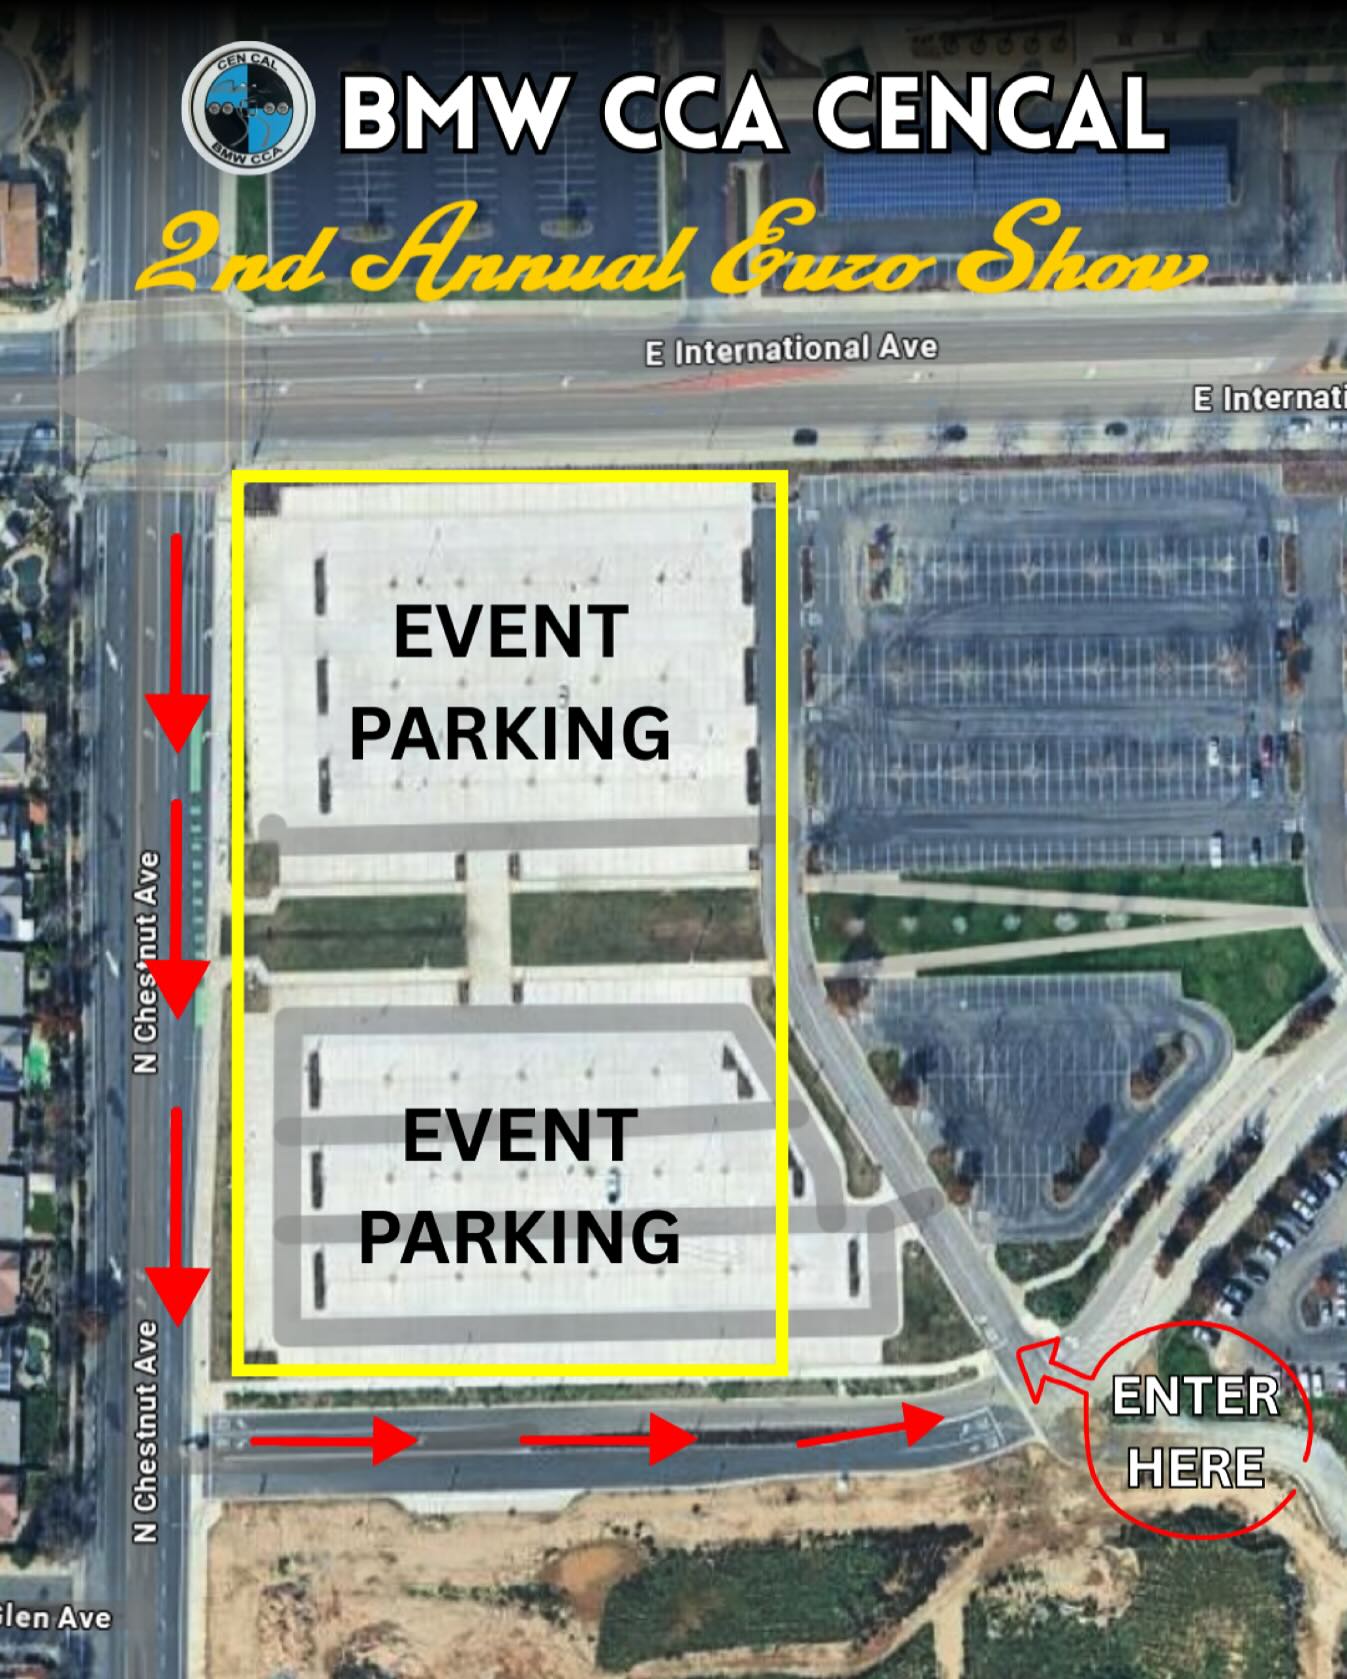 CEN CAL
BMW CCA
BMW CCA CENCAL
2nd Annual Euro Show
E International Ave
E Internati
EVENT
PARKING
N Chestnut Ave
EVENT
PARKING
N Chestnut Ave
ENTER
HERE
Glen Ave